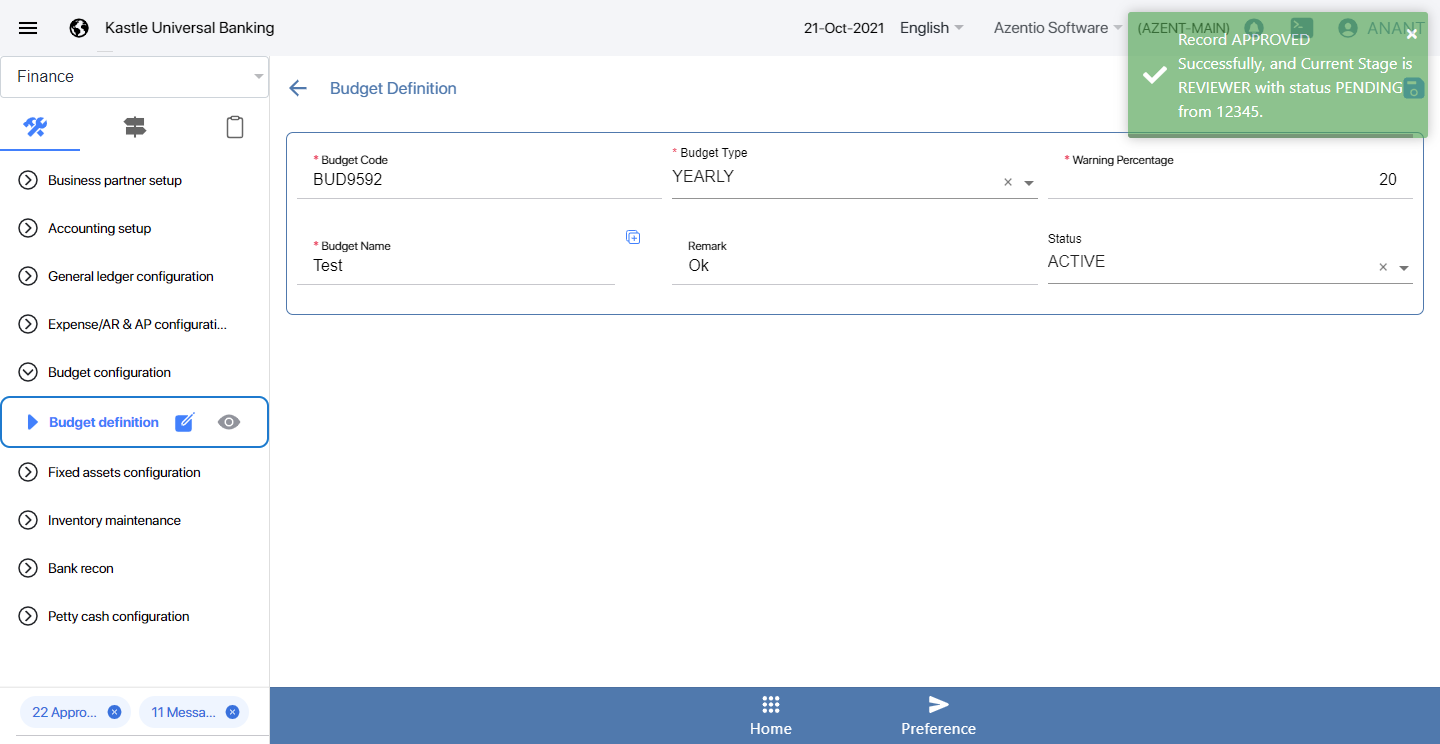 Kastle Universal Banking
21-Oct-2021
English
Azentio Software
(AZENT-MAIN)
ANANT
Record APPROVED
Successfully, and Current Stage is
REVIEWER with status PENDING
from 12345.
Finance
Budget Definition
* Budget Code
BUD9592
* Budget Type
YEARLY
* Warning Percentage
20
* Budget Name
Test
Remark
Ok
Status
ACTIVE
Business partner setup
Accounting setup
General ledger configuration
Expense/AR & AP configurati...
Budget configuration
Budget definition
Fixed assets configuration
Inventory maintenance
Bank recon
Petty cash configuration
22 Appro...
11 Messa...
Home
Preference